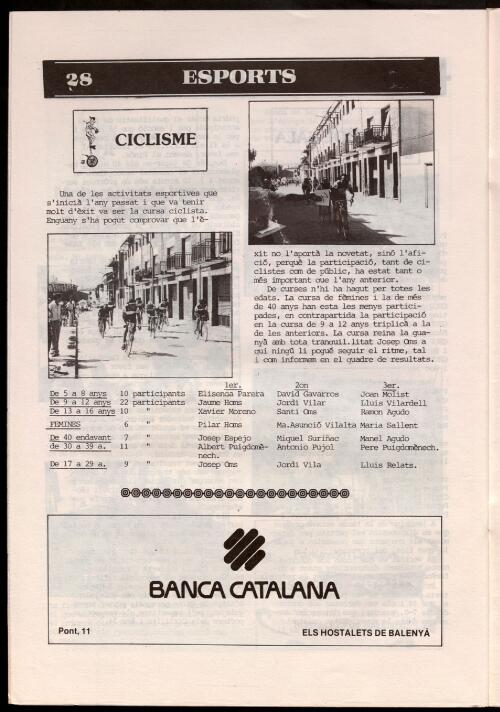 28 ESPORTS
CICLISME
Una de les activitats esportives que
s'inicià l'any passat i que va tenir
molt d'èxit va ser la cursa ciclista.
Enguany s'ha pogut comprovar que l'è-
xit no l'aportà la novetat, sinó l'afi-
ció, perquè la participació, tant de ci-
clistes com de públic, ha estat tant o
més important que l'any anterior.
De curses n'hi ha hagut per totes les
edats. La cursa de fèmines i la de més
de 40 anys han esta les menys partici-
pades, en contrapartida la participació
en la cursa de 9 a 12 anys triplicà a la
de les anteriors. La cursa reina la gua-
nyà amb tota tranquil.litat Josep Oms a
qui ningú li pogué seguir el ritme, tal
i com informem en el quadre de resultats.
1er. 2on 3er.
De 5 a 8 anys 10 participants Elisenda Parera David Gavarros Joan Molist
De 9 a 12 anys 22 participants Jaume Homs Jordi Vilar Lluis Vilardell
De 13 a 16 anys 10 " Xavier Moreno Santi Oms Ramon Agudo
FEMINES 6 " Pilar Homs Ma.Asunció Vilalta Maria Sallent
De 40 endavant 7 " Josep Espejo Miquel Suriñac Manel Agudo
de 30 a 39 a. 11 " Albert Puigdomè- Antonio Pujol Pere Puigdomènech.
nech.
De 17 a 29 a. 9 " Josep Oms Jordi Vila Lluis Relats.
BANCA CATALANA
Pont, 11 ELS HOSTALETS DE BALENYÀ